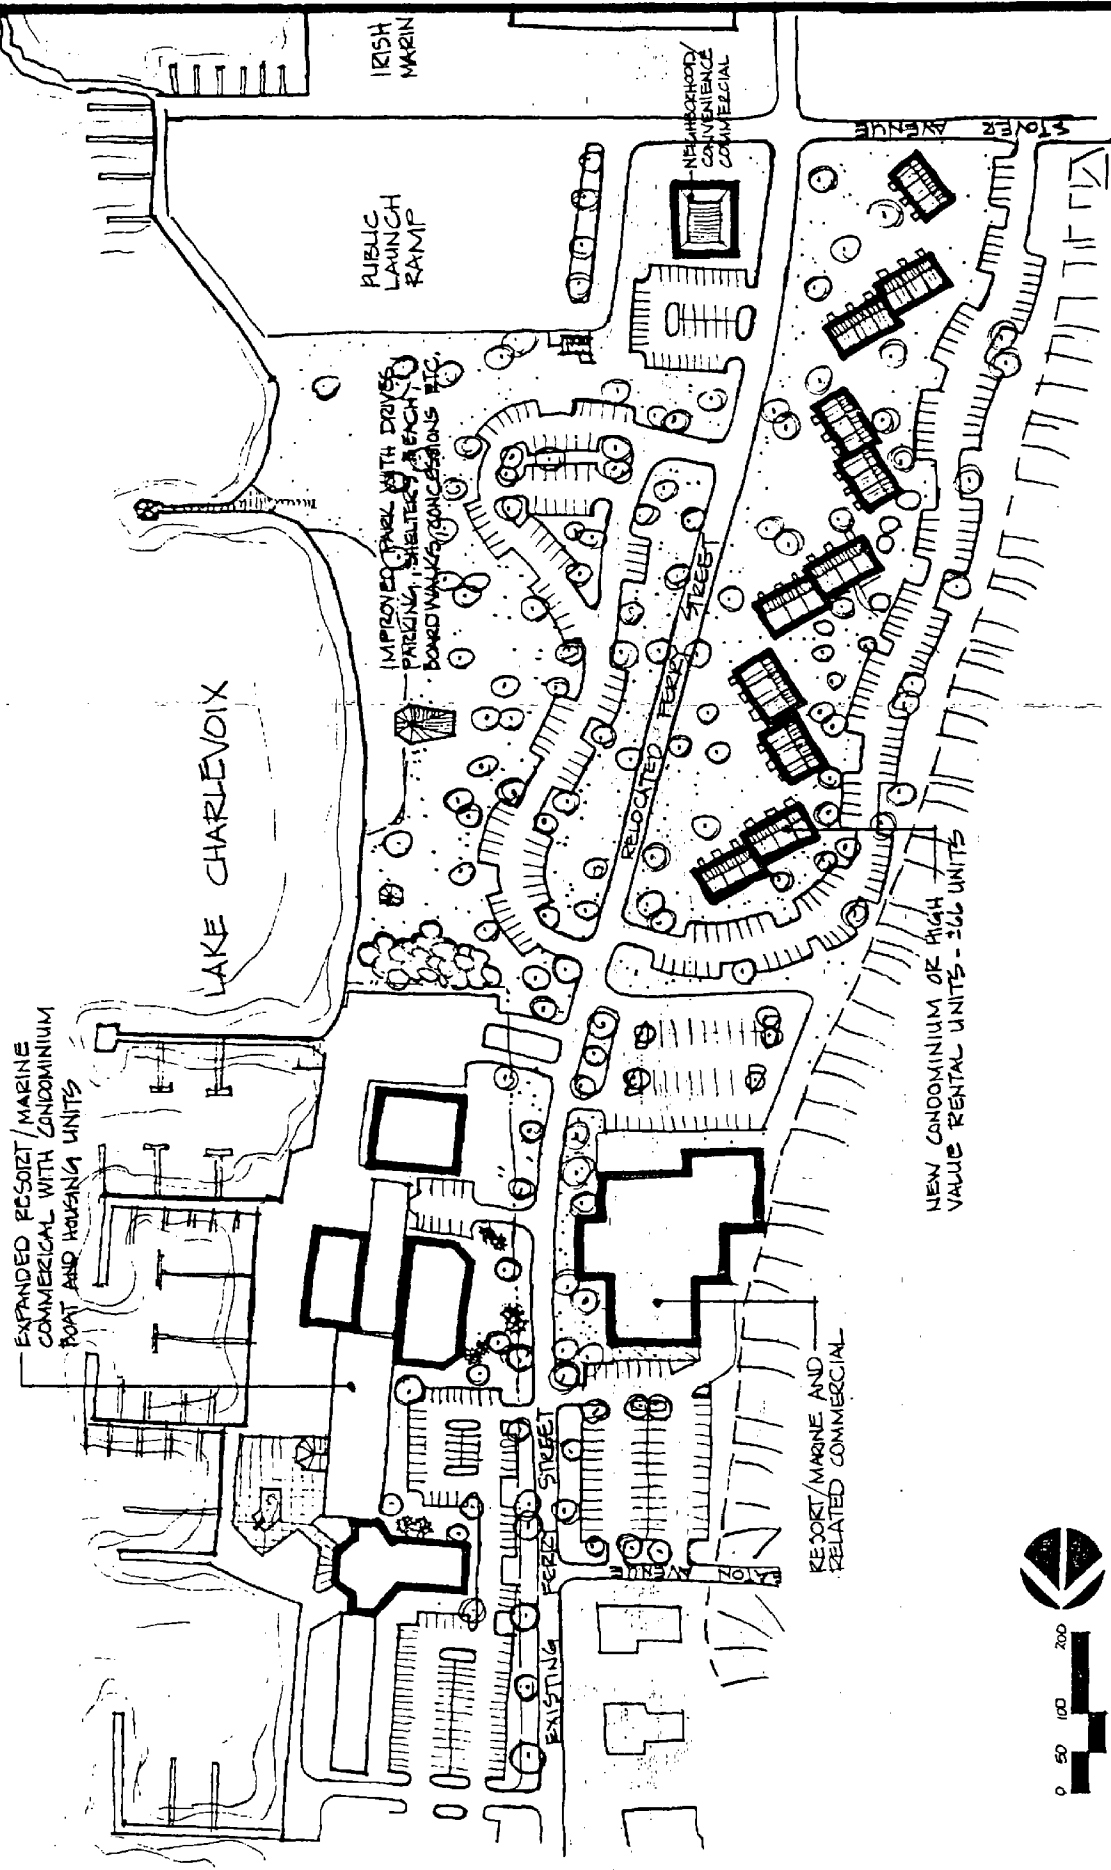 EXPANDED RESORT/MARINE
COMMERICAL WITH CONDOMINIUM
BOAT AND HOUSING UNITS
LAKE CHARLEVOIX
IRISH
MARIN
PUBLIC
LAUNCH
RAMP
NEIGHBORHOOD/
CONVENIENCE
COMMERCIAL
STOVER AVENUE
IMPROVED PARK WITH DRIVES,
PARKING, SHELTERS, BEACH,
BOARDWALKS, CONCESSIONS ETC.
RELOCATED FERRY STREET
NEW CONDOMINIUM OR HIGH
VALUE RENTAL UNITS - 266 UNITS
RESORT/MARINE AND
RELATED COMMERCIAL
EXISTING FERRY STREET
EATON AVENUE
0 50 100 200